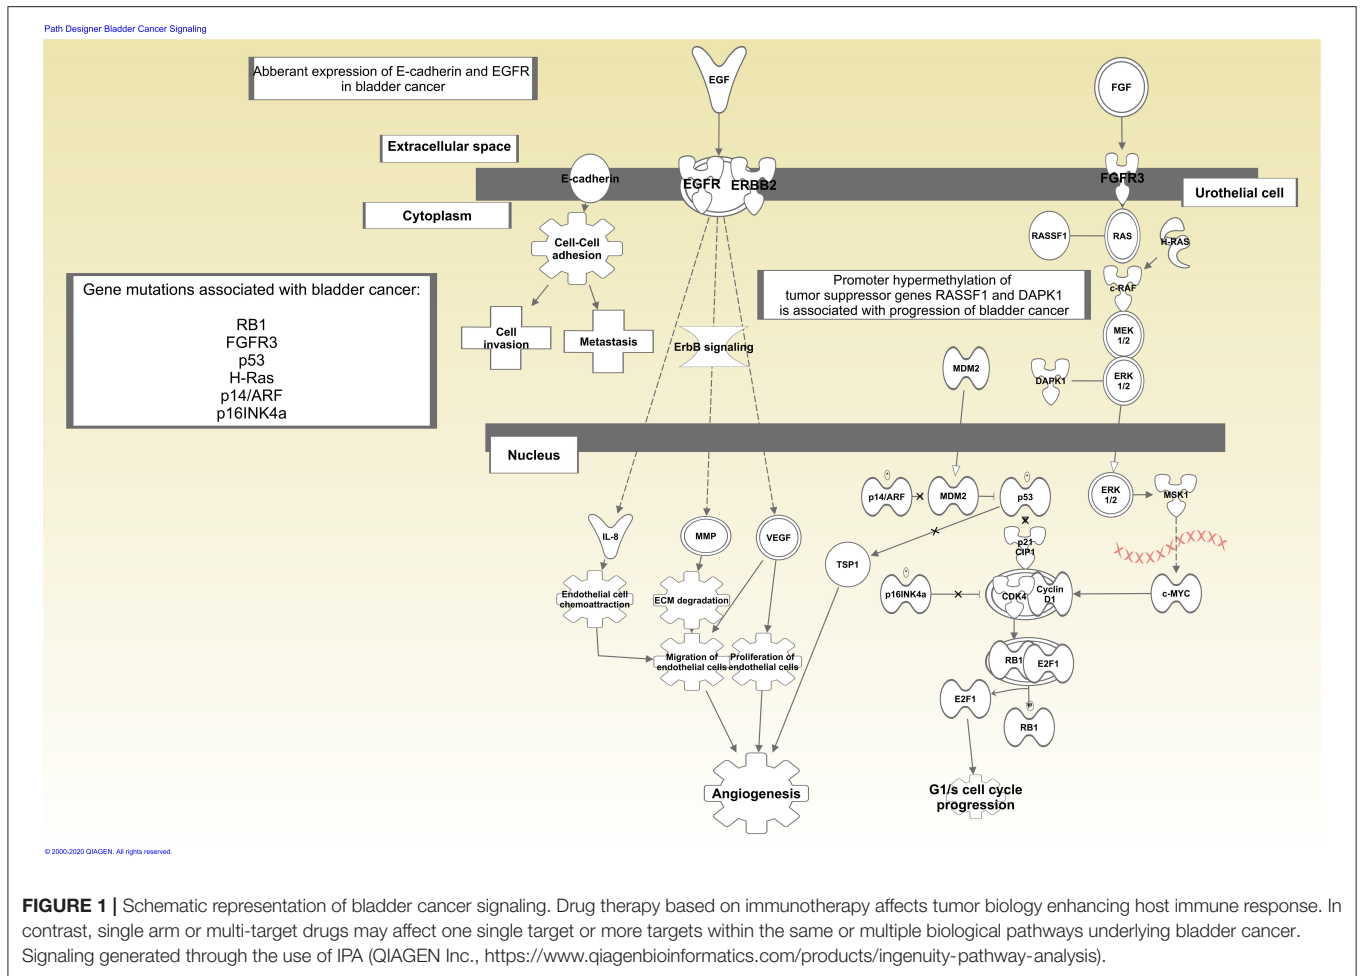 Path Designer Bladder Cancer Signaling
Abberant expression of E-cadherin and EGFR
in bladder cancer
EGF
FGF
Extracellular space
E-cadherin
EGFR
ERBB2
FGFR3
Urothelial cell
Cytoplasm
Cell-Cell
adhesion
RASSF1
RAS
H-RAS
Gene mutations associated with bladder cancer:
RB1
FGFR3
p53
H-Ras
p14/ARF
p16INK4a
Promoter hypermethylation of
tumor suppressor genes RASSF1 and DAPK1
is associated with progression of bladder cancer
c-RAF
Cell
invasion
Metastasis
ErbB signaling
MEK
1/2
MDM2
DAPK1
ERK
1/2
Nucleus
p14/ARF
MDM2
p53
ERK
1/2
MSK1
IL-8
MMP
VEGF
p21
CIP1
TSP1
Endothelial cell
chemoattraction
ECM degradation
p16INK4a
CDK4
Cyclin
D1
c-MYC
Migration of
endothelial cells
Proliferation of
endothelial cells
RB1
E2F1
E2F1
RB1
Angiogenesis
G1/s cell cycle
progression
© 2000-2020 QIAGEN. All rights reserved.
FIGURE 1 | Schematic representation of bladder cancer signaling. Drug therapy based on immunotherapy affects tumor biology enhancing host immune response. In
contrast, single arm or multi-target drugs may affect one single target or more targets within the same or multiple biological pathways underlying bladder cancer.
Signaling generated through the use of IPA (QIAGEN Inc., https://www.qiagenbioinformatics.com/products/ingenuity-pathway-analysis).